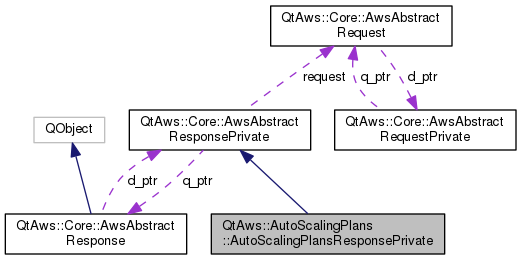 QtAws::Core::AwsAbstract
Request
request
q_ptr
d_ptr
QObject
QtAws::Core::AwsAbstract
ResponsePrivate
QtAws::Core::AwsAbstract
RequestPrivate
d_ptr
q_ptr
QtAws::Core::AwsAbstract
Response
QtAws::AutoScalingPlans
::AutoScalingPlansResponsePrivate